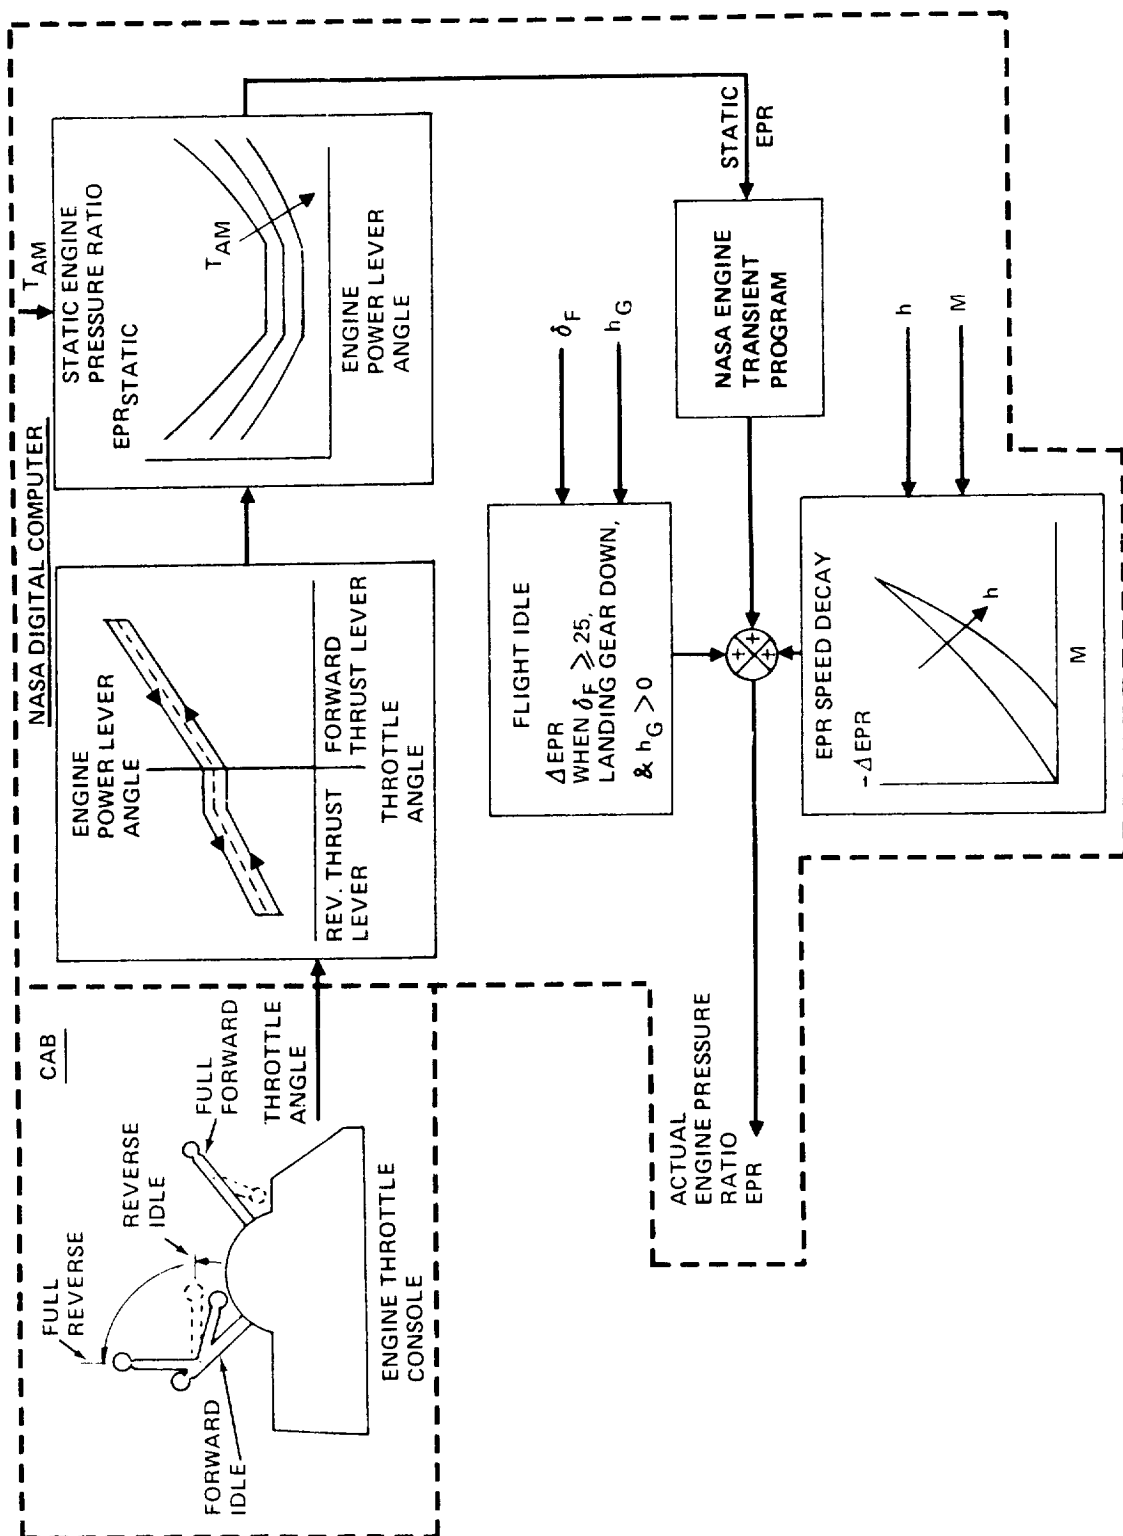 NASA DIGITAL COMPUTER
CAB
FULL
REVERSE
REVERSE
IDLE
FULL
FORWARD
FORWARD
IDLE
THROTTLE
ANGLE
ENGINE THROTTLE
CONSOLE
ENGINE
POWER LEVER
ANGLE
REV. THRUST
LEVER
FORWARD
THRUST LEVER
THROTTLE
ANGLE
T_AM
STATIC ENGINE
PRESSURE RATIO
EPR_STATIC
T_AM
ENGINE
POWER LEVER
ANGLE
STATIC
EPR
NASA ENGINE
TRANSIENT
PROGRAM
FLIGHT IDLE
ΔEPR
WHEN δ_F ⩾ 25,
LANDING GEAR DOWN,
& h_G > 0
δ_F
h_G
+
+
+
ACTUAL
ENGINE PRESSURE
RATIO
EPR
EPR SPEED DECAY
-ΔEPR
h
M
h
M